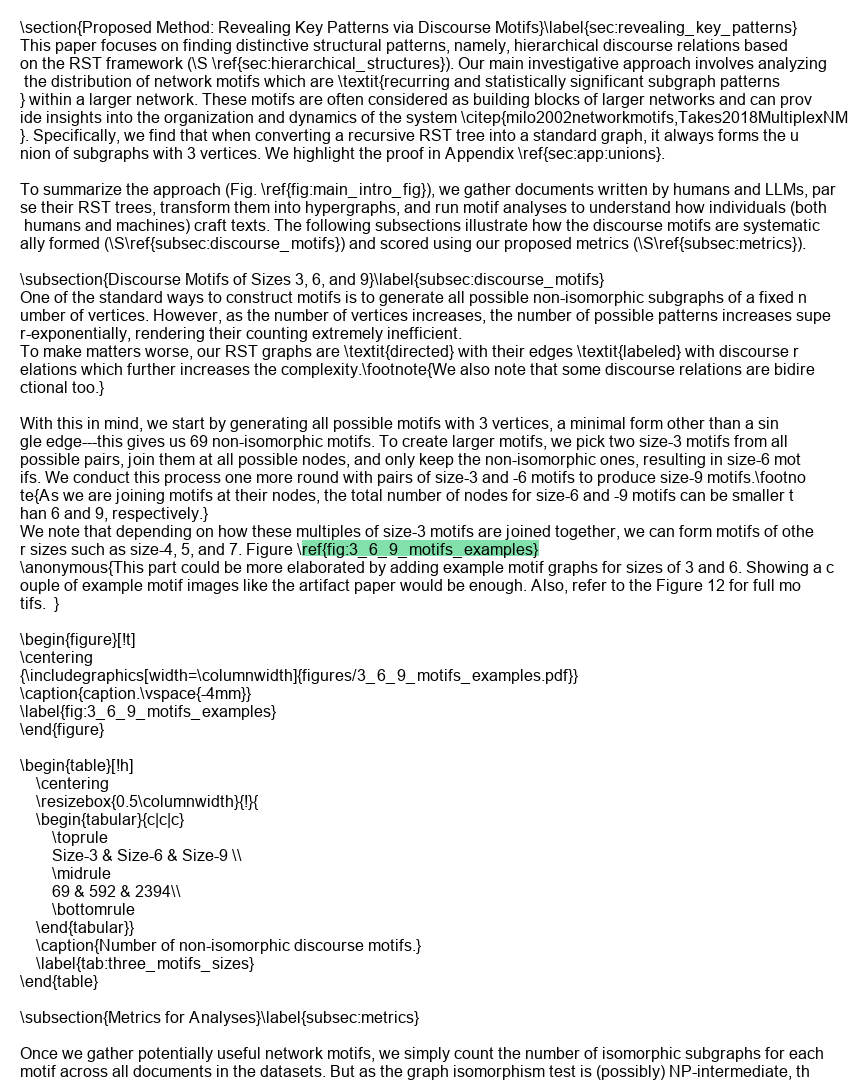 \section{Proposed Method: Revealing Key Patterns via Discourse Motifs}\label{sec:revealing_key_patterns}
This paper focuses on finding distinctive structural patterns, namely, hierarchical discourse relations based
on the RST framework (\S \ref{sec:hierarchical_structures}). Our main investigative approach involves analyzing
 the distribution of network motifs which are \textit{recurring and statistically significant subgraph patterns
} within a larger network. These motifs are often considered as building blocks of larger networks and can prov
ide insights into the organization and dynamics of the system \citep{milo2002networkmotifs,Takes2018MultiplexNM
}. Specifically, we find that when converting a recursive RST tree into a standard graph, it always forms the u
nion of subgraphs with 3 vertices. We highlight the proof in Appendix \ref{sec:app:unions}.

To summarize the approach (Fig. \ref{fig:main_intro_fig}), we gather documents written by humans and LLMs, par
se their RST trees, transform them into hypergraphs, and run motif analyses to understand how individuals (both
 humans and machines) craft texts. The following subsections illustrate how the discourse motifs are systematic
ally formed (\S\ref{subsec:discourse_motifs}) and scored using our proposed metrics (\S\ref{subsec:metrics}).

\subsection{Discourse Motifs of Sizes 3, 6, and 9}\label{subsec:discourse_motifs}
One of the standard ways to construct motifs is to generate all possible non-isomorphic subgraphs of a fixed n
umber of vertices. However, as the number of vertices increases, the number of possible patterns increases supe
r-exponentially, rendering their counting extremely inefficient.
To make matters worse, our RST graphs are \textit{directed} with their edges \textit{labeled} with discourse r
elations which further increases the complexity.\footnote{We also note that some discourse relations are bidire
ctional too.}

With this in mind, we start by generating all possible motifs with 3 vertices, a minimal form other than a sin
gle edge---this gives us 69 non-isomorphic motifs. To create larger motifs, we pick two size-3 motifs from all
possible pairs, join them at all possible nodes, and only keep the non-isomorphic ones, resulting in size-6 mot
ifs. We conduct this process one more round with pairs of size-3 and -6 motifs to produce size-9 motifs.\footno
te{As we are joining motifs at their nodes, the total number of nodes for size-6 and -9 motifs can be smaller t
han 6 and 9, respectively.}
We note that depending on how these multiples of size-3 motifs are joined together, we can form motifs of othe
r sizes such as size-4, 5, and 7. Figure \ref{fig:3_6_9_motifs_examples}
\anonymous{This part could be more elaborated by adding example motif graphs for sizes of 3 and 6. Showing a c
ouple of example motif images like the artifact paper would be enough. Also, refer to the Figure 12 for full mo
tifs.  }

\begin{figure}[!t]
\centering
{\includegraphics[width=\columnwidth]{figures/3_6_9_motifs_examples.pdf}}
\caption{caption.\vspace{-4mm}}
\label{fig:3_6_9_motifs_examples}
\end{figure}

\begin{table}[!h]
    \centering
    \resizebox{0.5\columnwidth}{!}{
    \begin{tabular}{c|c|c}
        \toprule
        Size-3 & Size-6 & Size-9 \\
        \midrule
        69 & 592 & 2394\\
        \bottomrule
    \end{tabular}}
    \caption{Number of non-isomorphic discourse motifs.}
    \label{tab:three_motifs_sizes}
\end{table}

\subsection{Metrics for Analyses}\label{subsec:metrics}

Once we gather potentially useful network motifs, we simply count the number of isomorphic subgraphs for each
motif across all documents in the datasets. But as the graph isomorphism test is (possibly) NP-intermediate, th